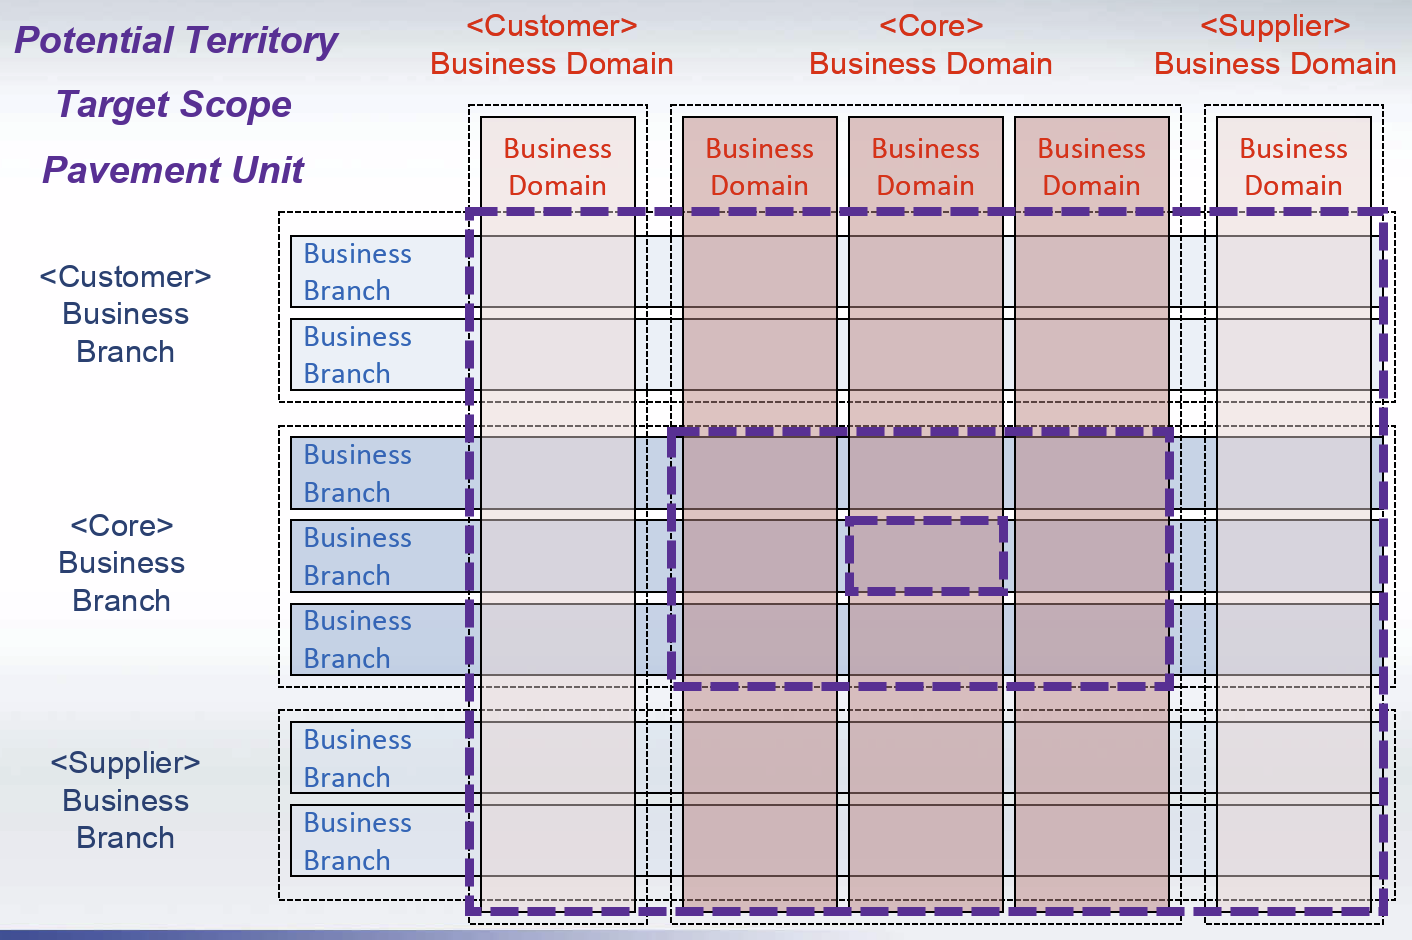 Potential Territory
Target Scope
Pavement Unit
<Customer>
Business Domain
<Core>
Business Domain
<Supplier>
Business Domain
Business
Domain
Business
Domain
Business
Domain
Business
Domain
Business
Domain
<Customer>
Business
Branch
Business
Branch
Business
Branch
<Core>
Business
Branch
Business
Branch
Business
Branch
Business
Branch
<Supplier>
Business
Branch
Business
Branch
Business
Branch